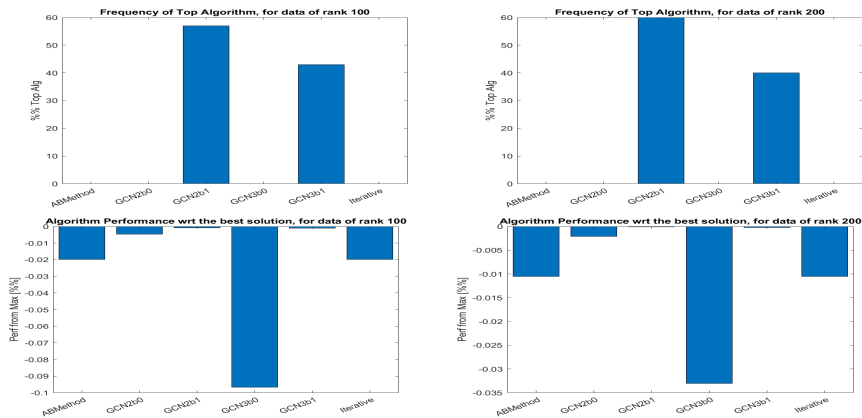 Frequency of Top Algorithm, for data of rank 100
60
50
40
30
20
10
0
%% Top Alg
ABMethod
GCN2b0
GCN2b1
GCN3b0
GCN3b1
Iterative
Frequency of Top Algorithm, for data of rank 200
60
50
40
30
20
10
0
%% Top Alg
ABMethod
GCN2b0
GCN2b1
GCN3b0
GCN3b1
Iterative
Algorithm Performance wrt the best solution, for data of rank 100
0
-0.01
-0.02
-0.03
-0.04
-0.05
-0.06
-0.07
-0.08
-0.09
-0.1
Perf from Max [%%]
ABMethod
GCN2b0
GCN2b1
GCN3b0
GCN3b1
Iterative
Algorithm Performance wrt the best solution, for data of rank 200
0
-0.005
-0.01
-0.015
-0.02
-0.025
-0.03
-0.035
Perf from Max [%%]
ABMethod
GCN2b0
GCN2b1
GCN3b0
GCN3b1
Iterative